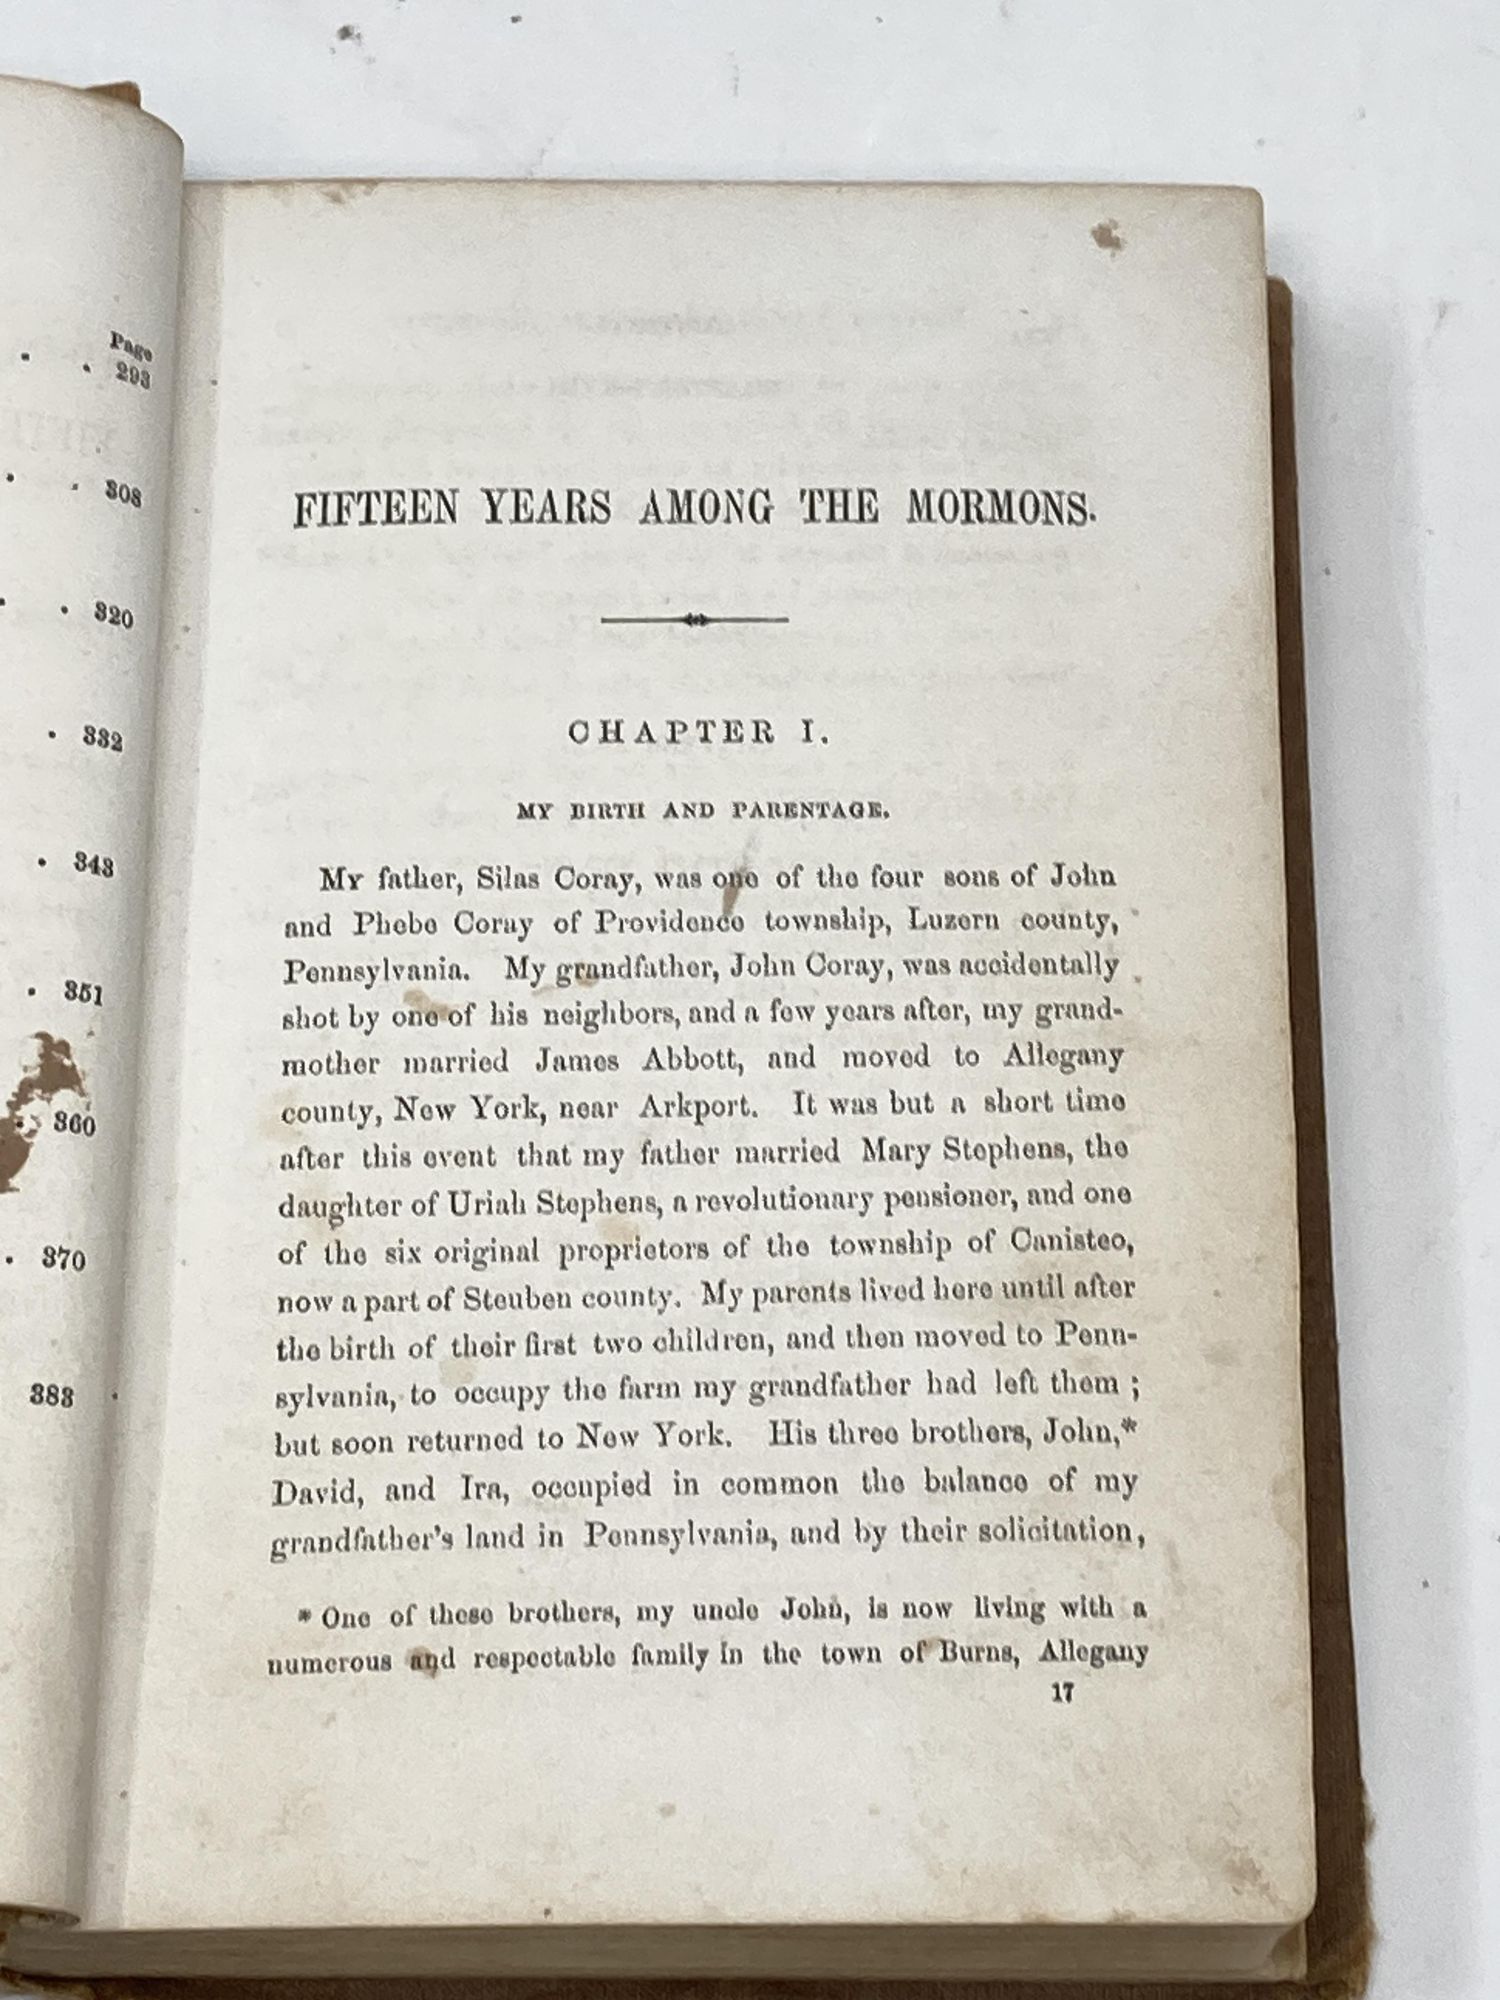 Page
293
308
320
332
343
351
360
370
383
FIFTEEN YEARS AMONG THE MORMONS.
CHAPTER I.
MY BIRTH AND PARENTAGE.
My father, Silas Coray, was one of the four sons of John
and Phebe Coray of Providence township, Luzern county,
Pennsylvania. My grandfather, John Coray, was accidentally
shot by one of his neighbors, and a few years after, my grand-
mother married James Abbott, and moved to Allegany
county, New York, near Arkport. It was but a short time
after this event that my father married Mary Stephens, the
daughter of Uriah Stephens, a revolutionary pensioner, and one
of the six original proprietors of the township of Canisteo,
now a part of Steuben county. My parents lived here until after
the birth of their first two children, and then moved to Penn-
sylvania, to occupy the farm my grandfather had left them ;
but soon returned to New York. His three brothers, John,*
David, and Ira, occupied in common the balance of my
grandfather's land in Pennsylvania, and by their solicitation,
* One of these brothers, my uncle John, is now living with a
numerous and respectable family in the town of Burns, Allegany
17